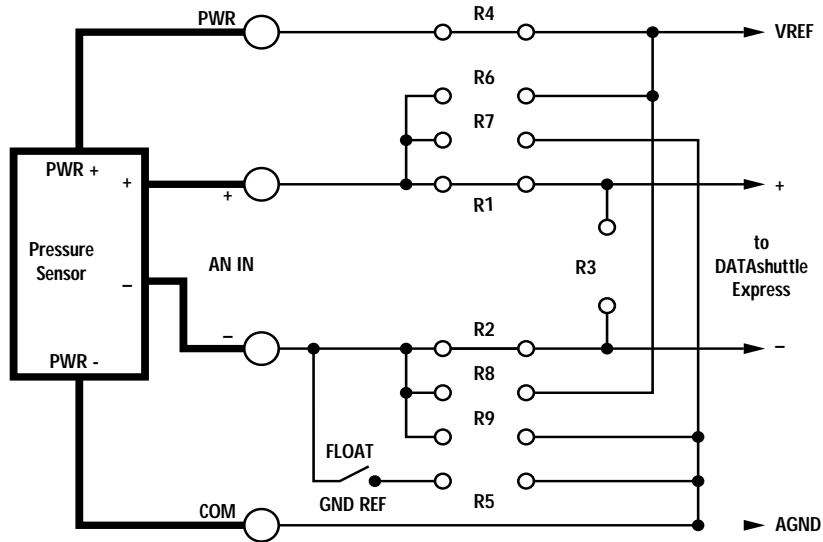 PWR
R4
VREF
R6
R7
PWR +
+
+
R1
+
Pressure
Sensor
–
AN IN
R3
to
DATAshuttle
Express
–
R2
–
PWR -
R8
R9
FLOAT
GND REF
R5
COM
AGND